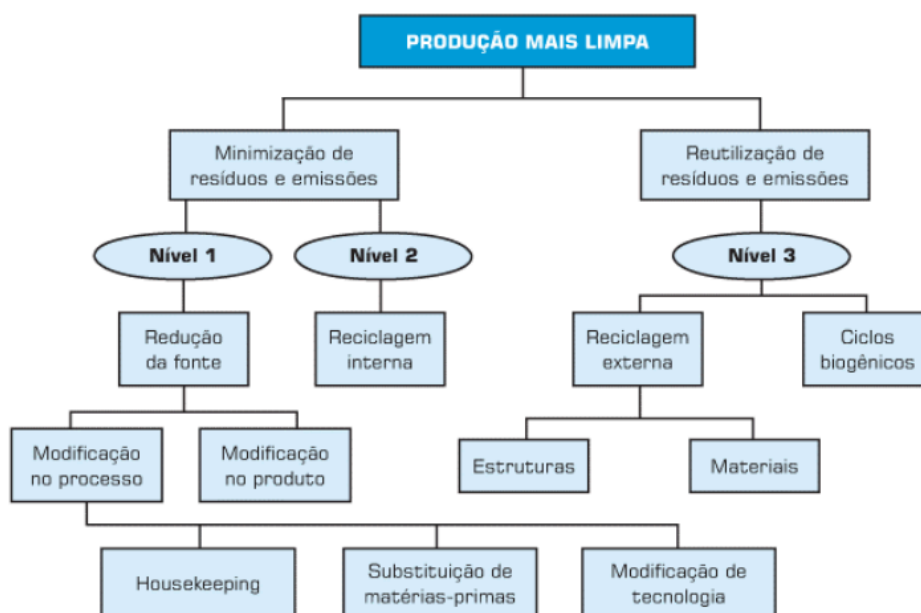 PRODUÇÃO MAIS LIMPA
Minimização de
resíduos e emissões
Reutilização de
resíduos e emissões
Nível 1
Nível 2
Nível 3
Redução
da fonte
Reciclagem
interna
Reciclagem
externa
Ciclos
biogênicos
Modificação
no processo
Modificação
no produto
Estruturas
Materiais
Housekeeping
Substituição de
matérias-primas
Modificação de
tecnologia